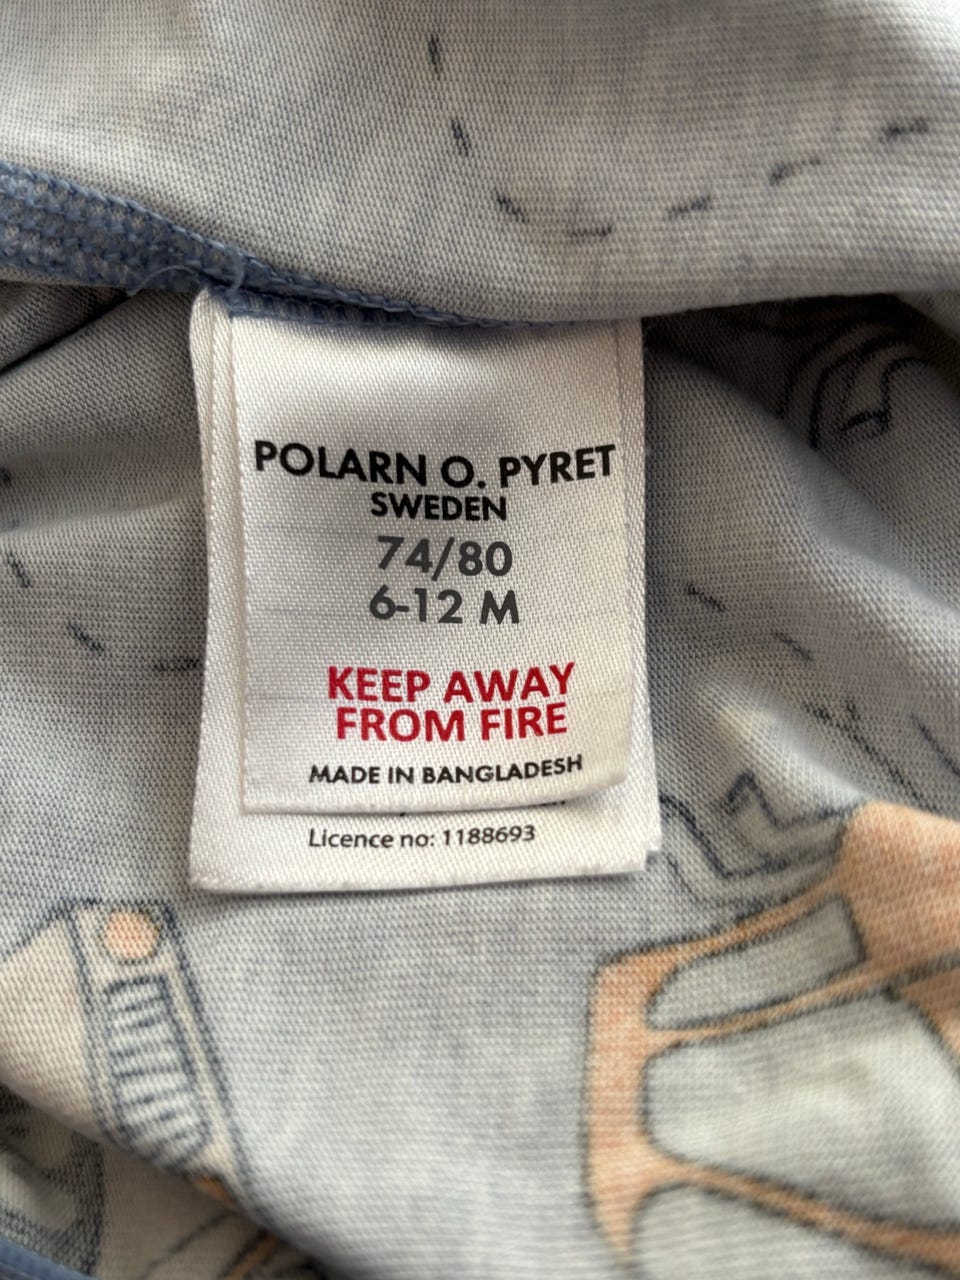 POLARN O. PYRET
SWEDEN
74/80
6-12 M
KEEP AWAY
FROM FIRE
MADE IN BANGLADESH
Licence no: 1188693